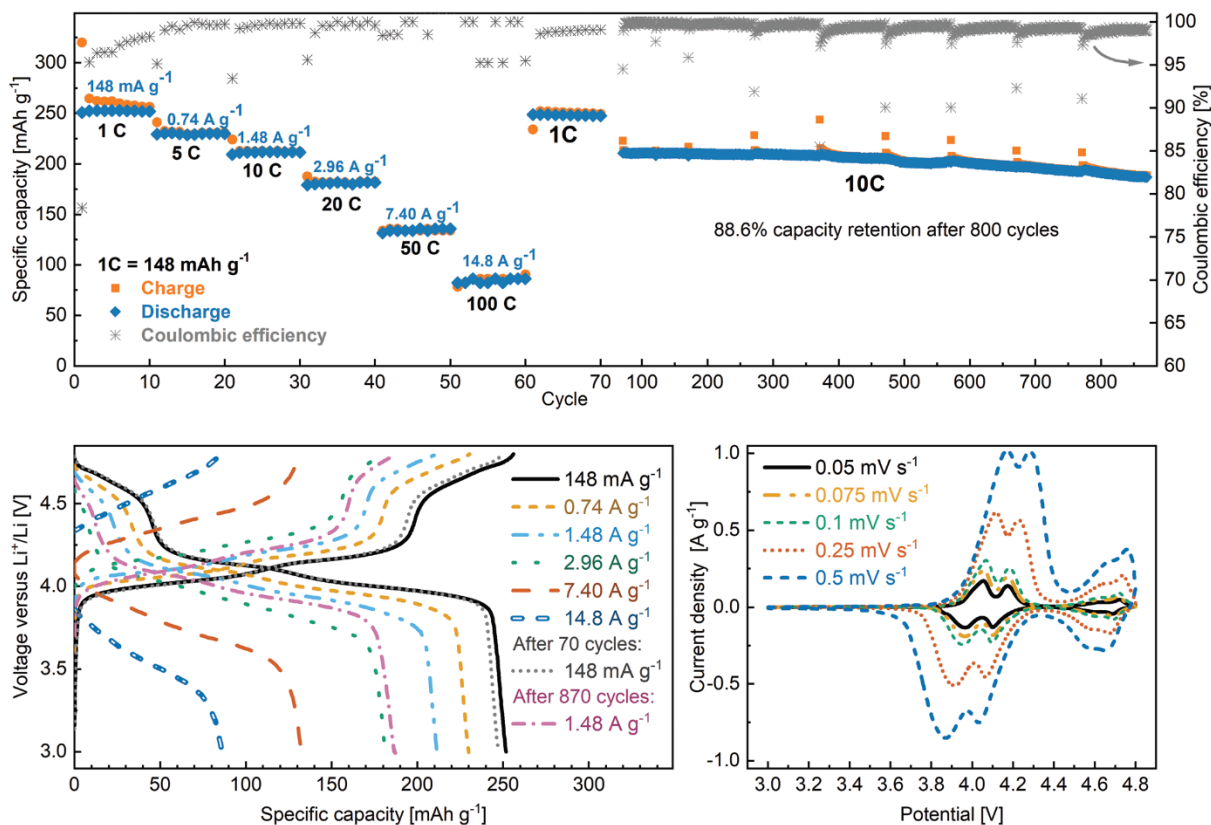 Specific capacity [mAh g⁻¹]
300
250
200
150
100
50
0
148 mA g⁻¹
1 C
0.74 A g⁻¹
5 C
1.48 A g⁻¹
10 C
2.96 A g⁻¹
20 C
7.40 A g⁻¹
50 C
14.8 A g⁻¹
100 C
1C
10C
88.6% capacity retention after 800 cycles
1C = 148 mAh g⁻¹
Charge
Discharge
Coulombic efficiency
100
95
90
85
80
75
70
65
60
Coulombic efficiency [%]
0 10 20 30 40 50 60 70 100 200 300 400 500 600 700 800
Cycle
Voltage versus Li⁺/Li [V]
4.5
4.0
3.5
3.0
148 mA g⁻¹
0.74 A g⁻¹
1.48 A g⁻¹
2.96 A g⁻¹
7.40 A g⁻¹
14.8 A g⁻¹
After 70 cycles:
148 mA g⁻¹
After 870 cycles:
1.48 A g⁻¹
0 50 100 150 200 250 300 350
Specific capacity [mAh g⁻¹]
Current density [A g⁻¹]
1.0
0.5
0.0
-0.5
-1.0
0.05 mV s⁻¹
0.075 mV s⁻¹
0.1 mV s⁻¹
0.25 mV s⁻¹
0.5 mV s⁻¹
3.0 3.2 3.4 3.6 3.8 4.0 4.2 4.4 4.6 4.8
Potential [V]